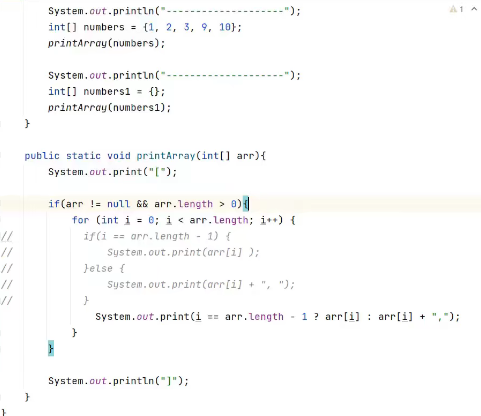 System.out.println("--------------------");
1
int[] numbers = {1, 2, 3, 9, 10};
printArray(numbers);
System.out.println("--------------------");
int[] numbers1 = {};
printArray(numbers1);
}
public static void printArray(int[] arr){
System.out.print("[");
if(arr != null && arr.length > 0){
for (int i = 0; i < arr.length; i++) {
// if(i == arr.length - 1) {
// System.out.print(arr[i] );
// }else {
// System.out.print(arr[i] + ", ");
// }
System.out.print(i == arr.length - 1 ? arr[i] : arr[i] + ",");
}
}
System.out.println("]");
}
}